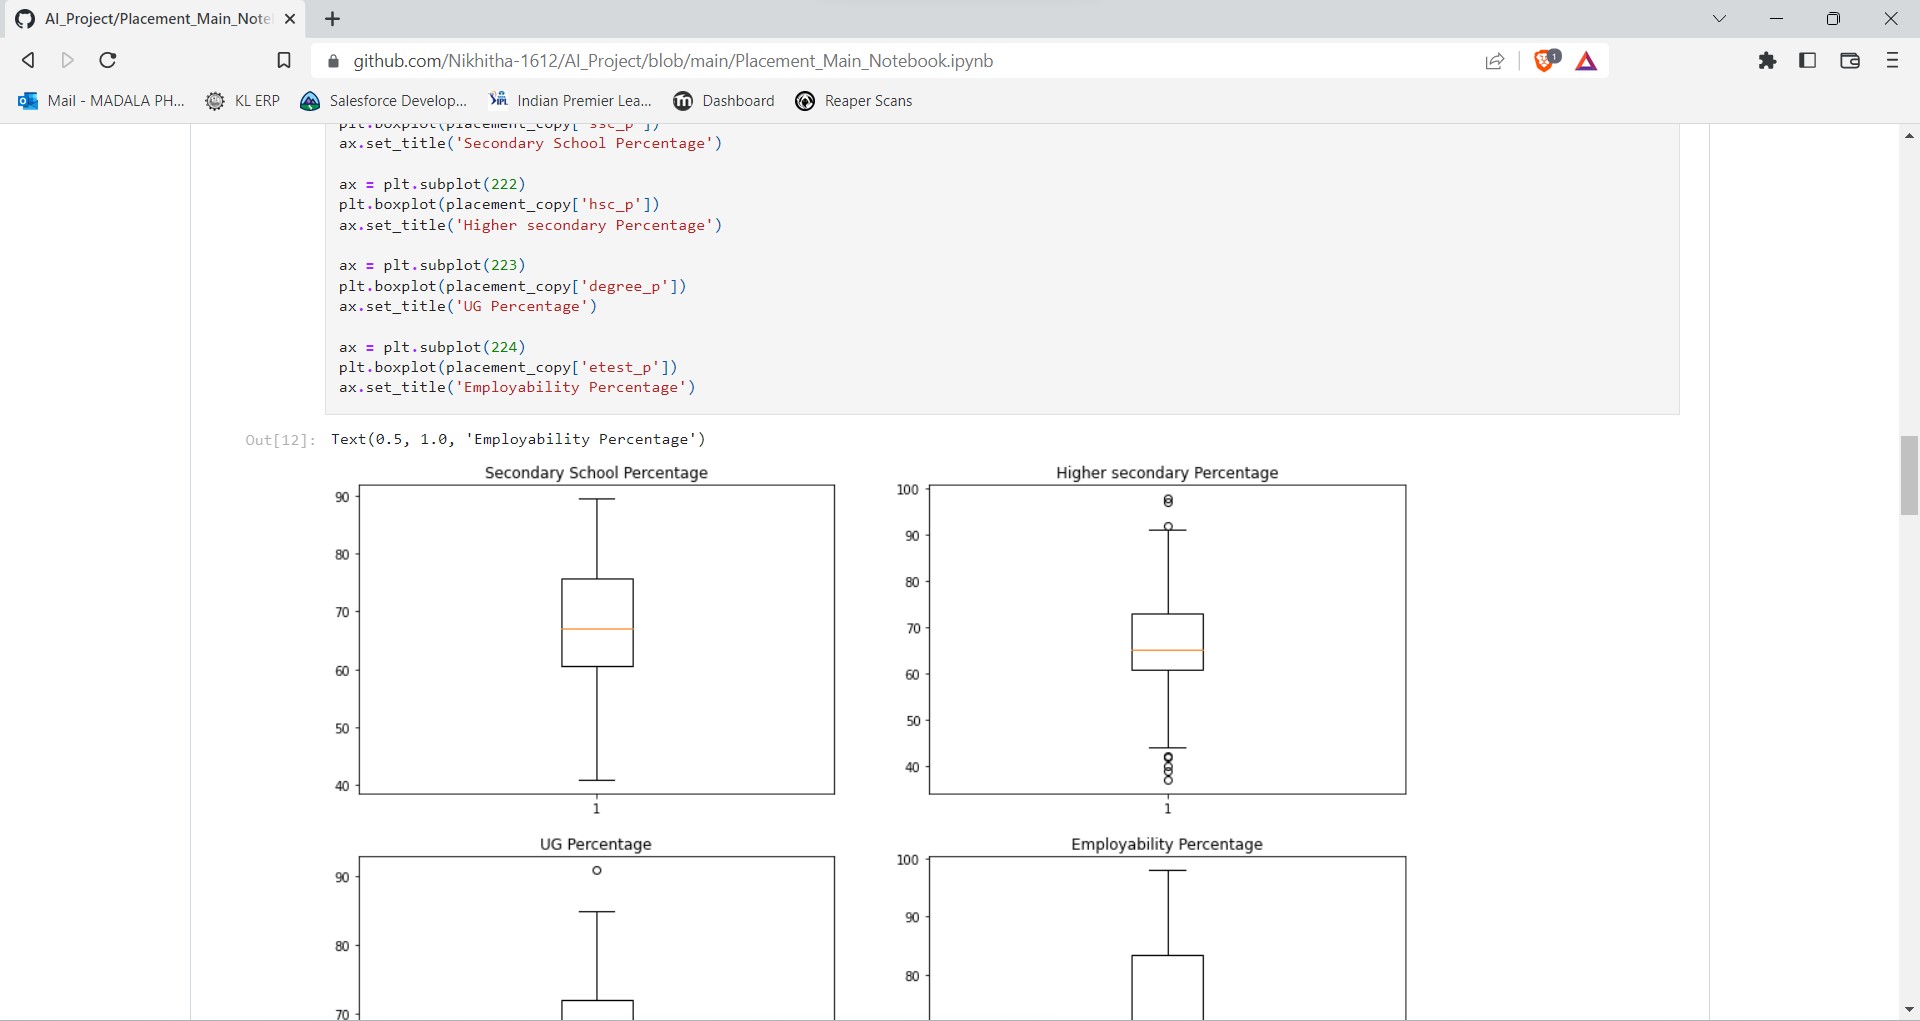 AI_Project/Placement_Main_Note
github.com/Nikhitha-1612/AI_Project/blob/main/Placement_Main_Notebook.ipynb
1
Mail - MADALA PH... KL ERP Salesforce Develop... Indian Premier Lea... Dashboard Reaper Scans
plt.boxplot(placement_copy['ssc_p'])
ax.set_title('Secondary School Percentage')
ax = plt.subplot(222)
plt.boxplot(placement_copy['hsc_p'])
ax.set_title('Higher secondary Percentage')
ax = plt.subplot(223)
plt.boxplot(placement_copy['degree_p'])
ax.set_title('UG Percentage')
ax = plt.subplot(224)
plt.boxplot(placement_copy['etest_p'])
ax.set_title('Employability Percentage')
Out[12]: Text(0.5, 1.0, 'Employability Percentage')
Secondary School Percentage
90
80
70
60
50
40
1
Higher secondary Percentage
100
90
80
70
60
50
40
1
UG Percentage
90
80
70
Employability Percentage
100
90
80